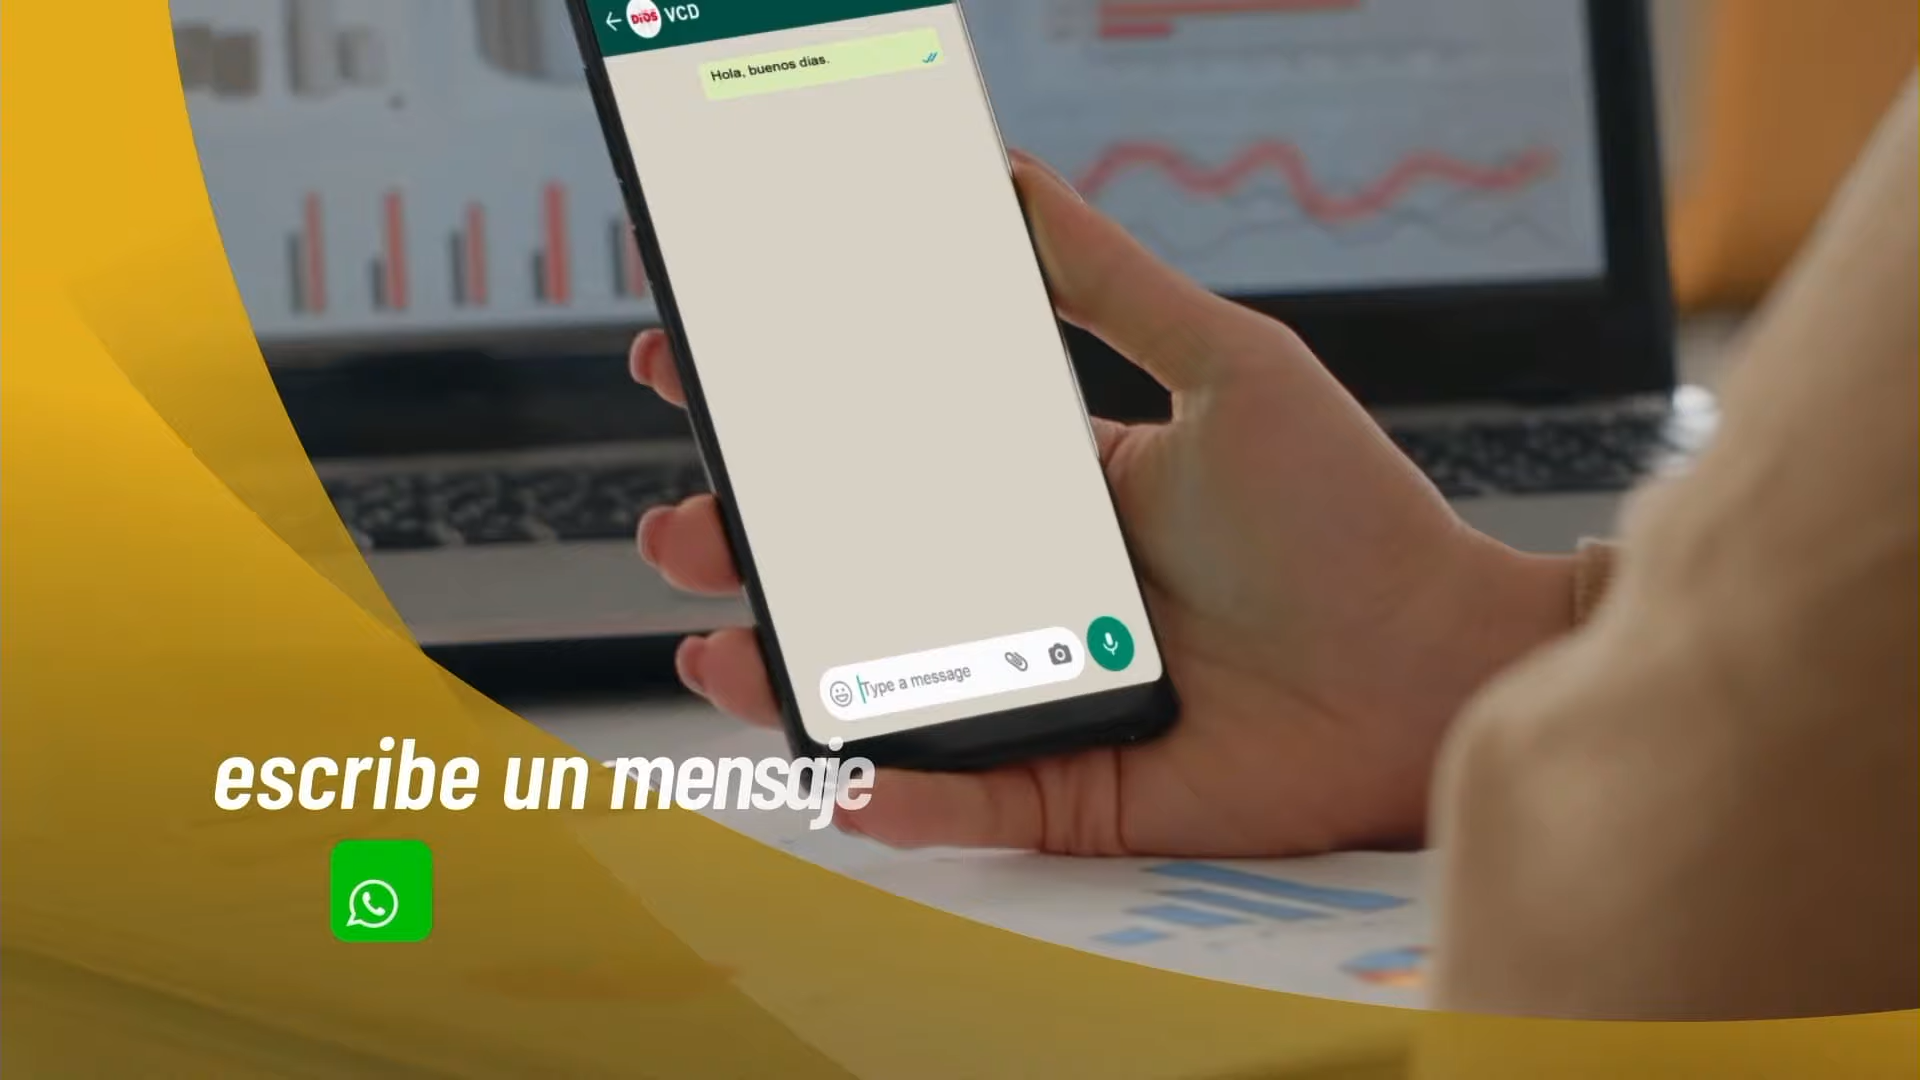 DIOS VCD
Hola, buenos días.
Type a message
escribe un mensaje